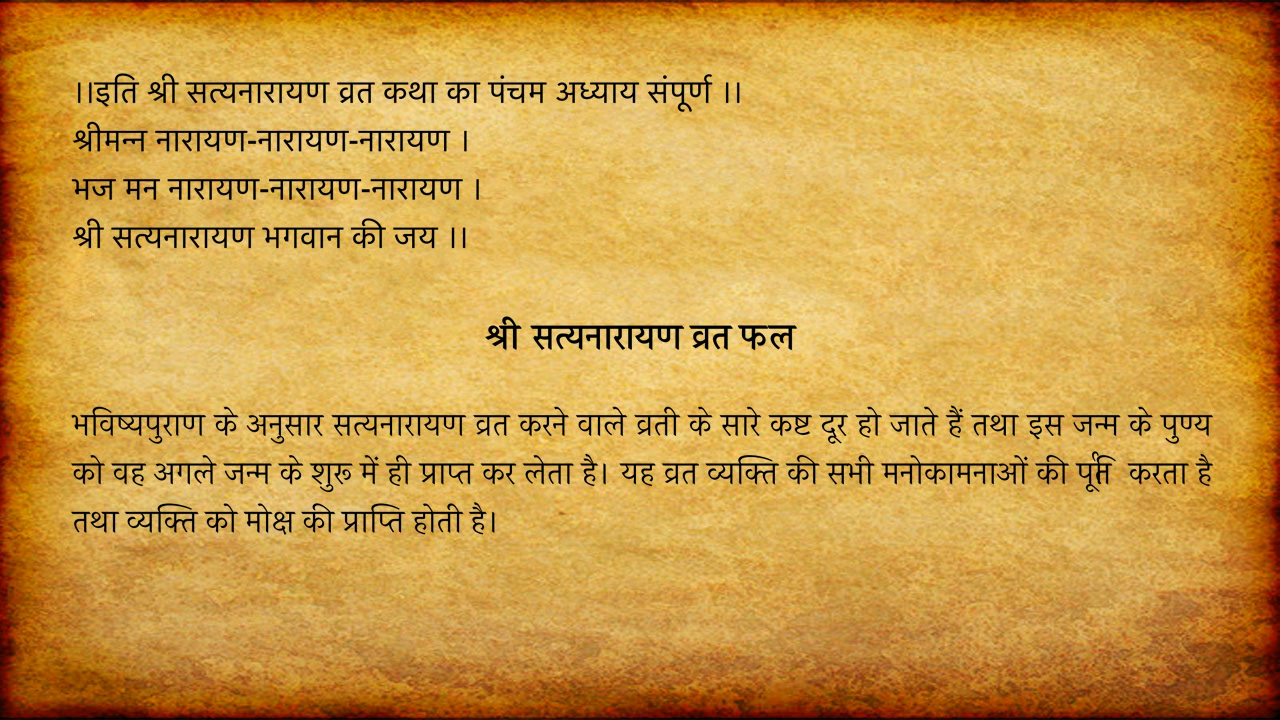 ।।इति श्री सत्यनारायण व्रत कथा का पंचम अध्याय संपूर्ण ।।
श्रीमन्न नारायण-नारायण-नारायण ।
भज मन नारायण-नारायण-नारायण ।
श्री सत्यनारायण भगवान की जय ।।
श्री सत्यनारायण व्रत फल
भविष्यपुराण के अनुसार सत्यनारायण व्रत करने वाले व्रती के सारे कष्ट दूर हो जाते हैं तथा इस जन्म के पुण्य
को वह अगले जन्म के शुरू में ही प्राप्त कर लेता है। यह व्रत व्यक्ति की सभी मनोकामनाओं की पूर्ति करता है
तथा व्यक्ति को मोक्ष की प्राप्ति होती है।